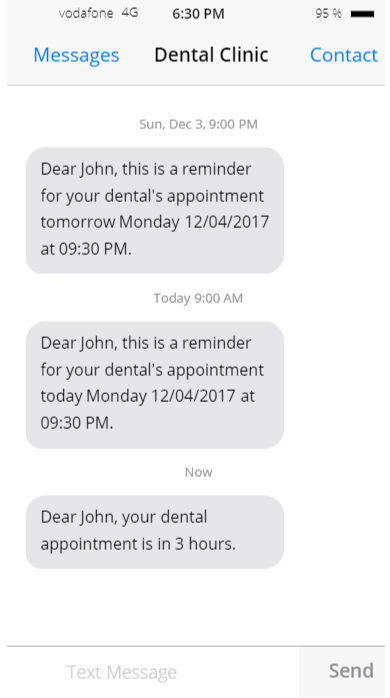 vodafone 4G 6:30 PM 95 %
Messages Dental Clinic Contact
Sun, Dec 3, 9:00 PM
Dear John, this is a reminder
for your dental's appointment
tomorrow Monday 12/04/2017
at 09:30 PM.
Today 9:00 AM
Dear John, this is a reminder
for your dental's appointment
today Monday 12/04/2017 at
09:30 PM.
Now
Dear John, your dental
appointment is in 3 hours.
Text Message Send